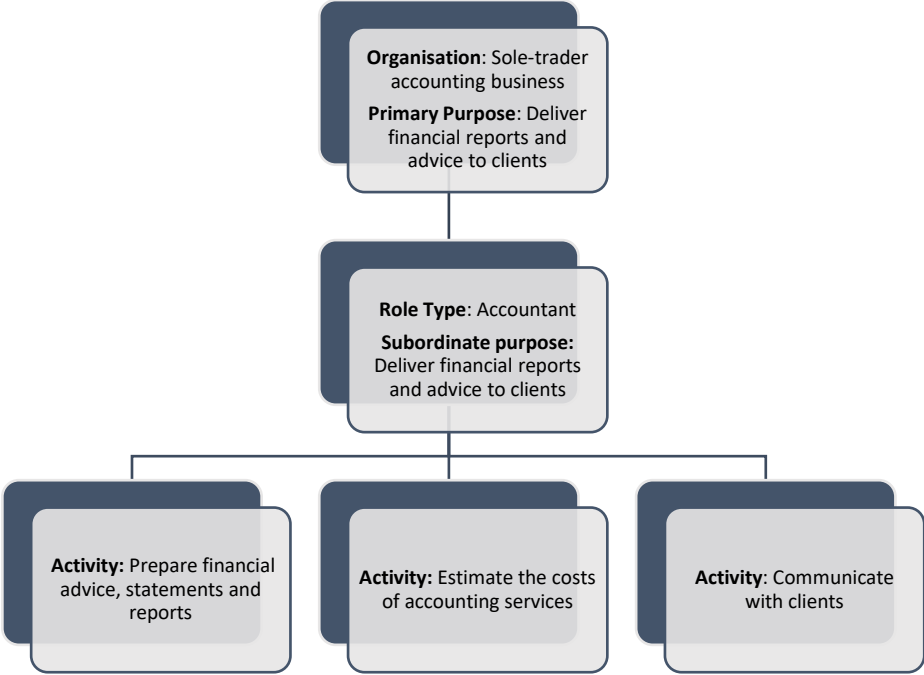 Organisation: Sole-trader
accounting business
Primary Purpose: Deliver
financial reports and
advice to clients
Role Type: Accountant
Subordinate purpose:
Deliver financial reports
and advice to clients
Activity: Prepare financial
advice, statements and
reports
Activity: Estimate the costs
of accounting services
Activity: Communicate
with clients